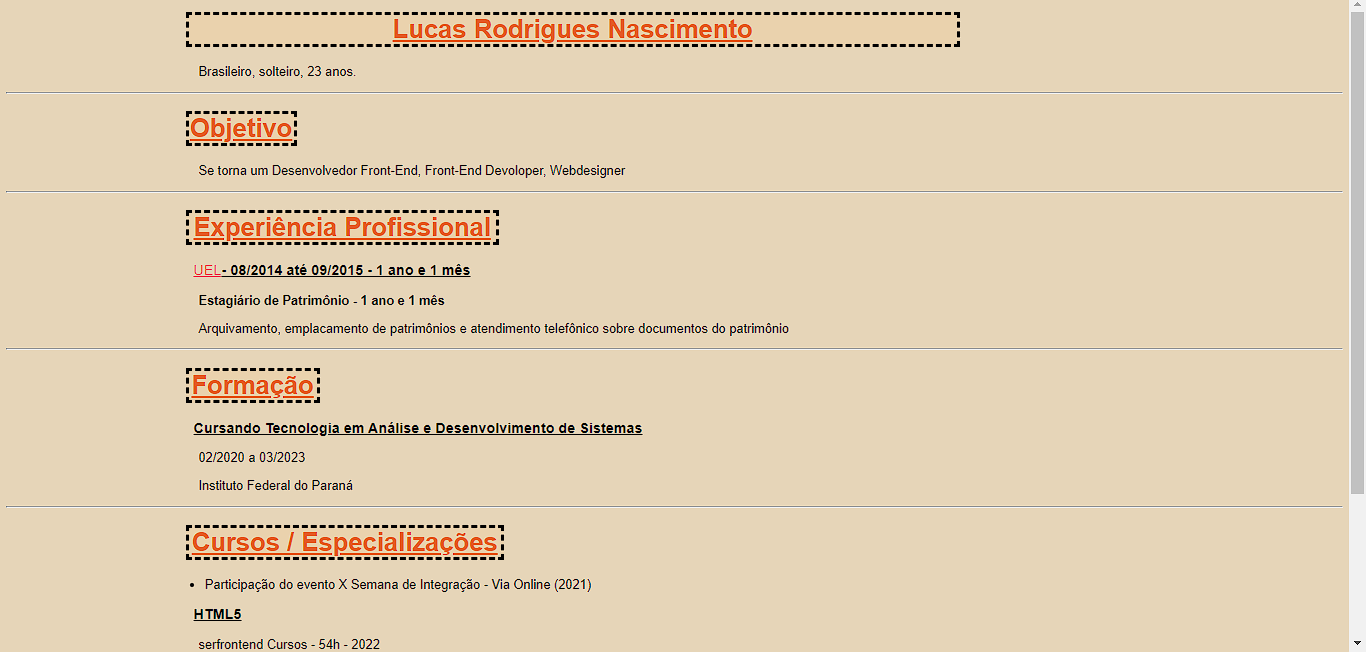 Lucas Rodrigues Nascimento
Brasileiro, solteiro, 23 anos.
Objetivo
Se torna um Desenvolvedor Front-End, Front-End Devoloper, Webdesigner
Experiência Profissional
UEL- 08/2014 até 09/2015 - 1 ano e 1 mês
Estagiário de Patrimônio - 1 ano e 1 mês
Arquivamento, emplacamento de patrimônios e atendimento telefônico sobre documentos do patrimônio
Formação
Cursando Tecnologia em Análise e Desenvolvimento de Sistemas
02/2020 a 03/2023
Instituto Federal do Paraná
Cursos / Especializações
• Participação do evento X Semana de Integração - Via Online (2021)
HTML5
serfrontend Cursos - 54h - 2022